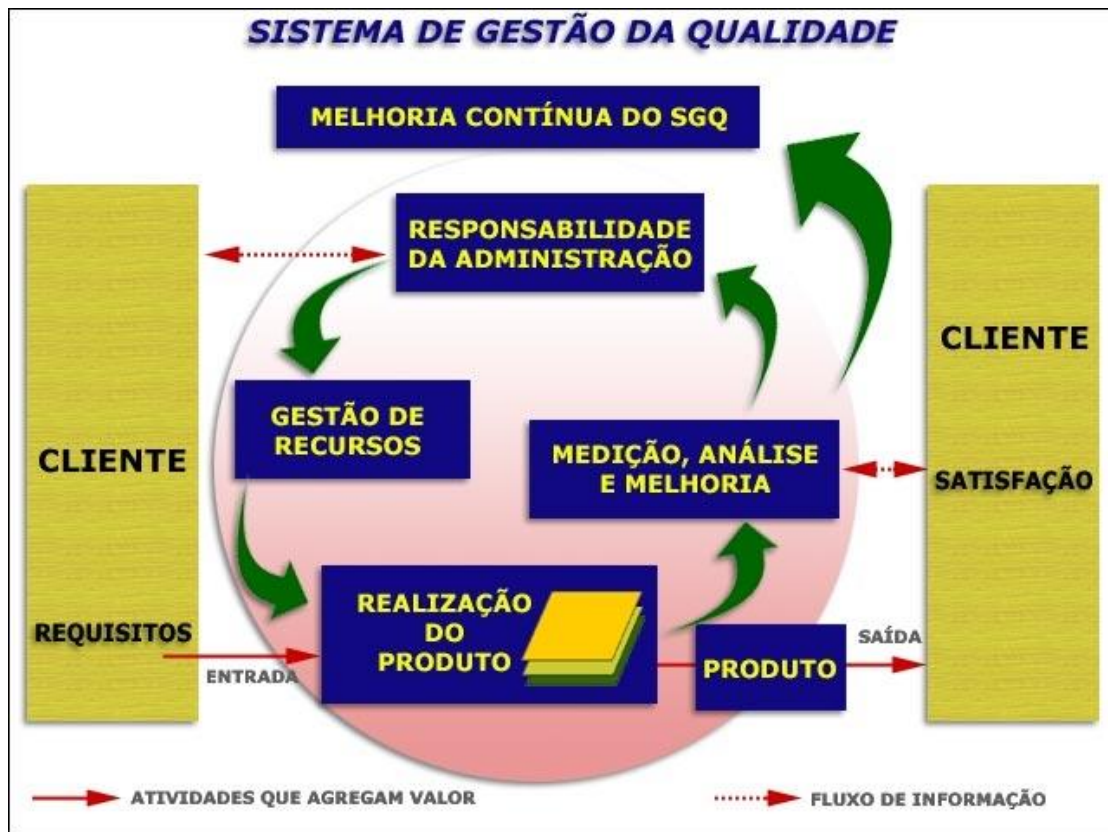 SISTEMA DE GESTÃO DA QUALIDADE
MELHORIA CONTÍNUA DO SGQ
RESPONSABILIDADE
DA ADMINISTRAÇÃO
CLIENTE
GESTÃO DE
RECURSOS
MEDIÇÃO, ANÁLISE
E MELHORIA
CLIENTE
SATISFAÇÃO
REQUISITOS
ENTRADA
REALIZAÇÃO
DO
PRODUTO
PRODUTO
SAÍDA
ATIVIDADES QUE AGREGAM VALOR
FLUXO DE INFORMAÇÃO